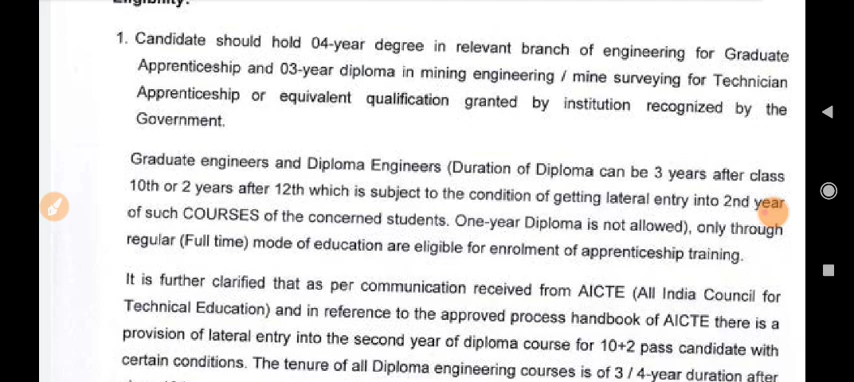 Eligibility:
1. Candidate should hold 04-year degree in relevant branch of engineering for Graduate
Apprenticeship and 03-year diploma in mining engineering / mine surveying for Technician
Apprenticeship or equivalent qualification granted by institution recognized by the
Government.
Graduate engineers and Diploma Engineers (Duration of Diploma can be 3 years after class
10th or 2 years after 12th which is subject to the condition of getting lateral entry into 2nd year
of such COURSES of the concerned students. One-year Diploma is not allowed), only through
regular (Full time) mode of education are eligible for enrolment of apprenticeship training.
It is further clarified that as per communication received from AICTE (All India Council for
Technical Education) and in reference to the approved process handbook of AICTE there is a
provision of lateral entry into the second year of diploma course for 10+2 pass candidate with
certain conditions. The tenure of all Diploma engineering courses is of 3 / 4-year duration after